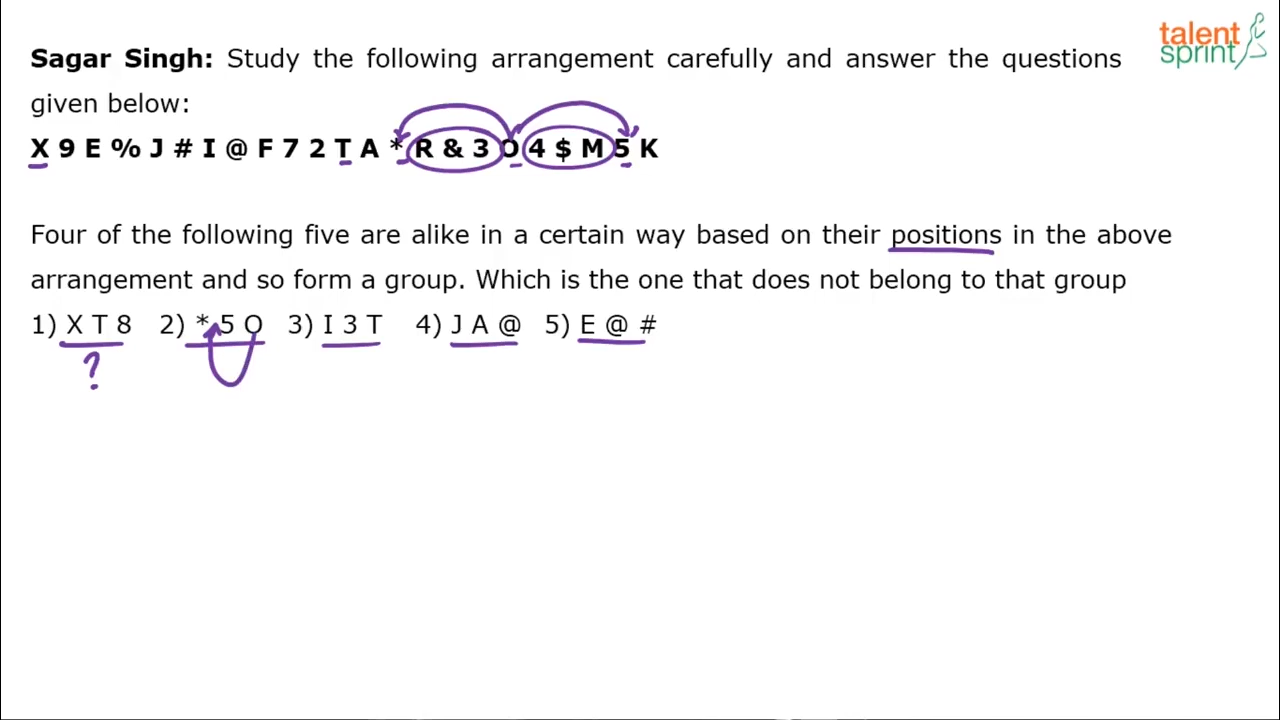 talent
sprint
Sagar Singh: Study the following arrangement carefully and answer the questions
given below:
X 9 E % J # I @ F 7 2 T A * R & 3 O 4 $ M 5 K
Four of the following five are alike in a certain way based on their positions in the above
arrangement and so form a group. Which is the one that does not belong to that group
1) X T 8 2) * 5 O 3) I 3 T 4) J A @ 5) E @ #
?